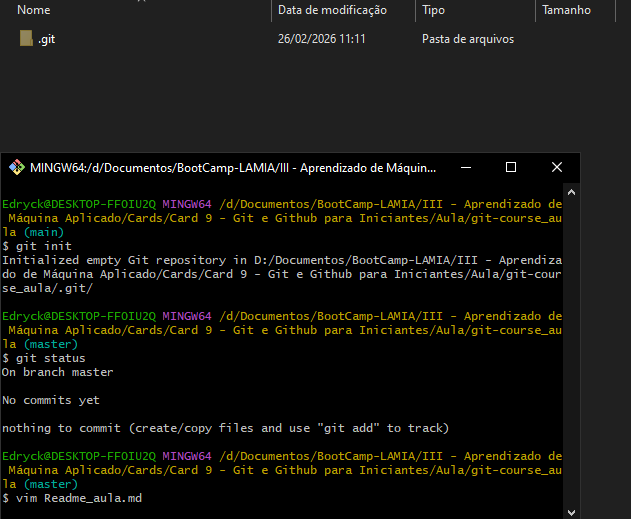 Nome Data de modificação Tipo Tamanho
.git 26/02/2026 11:11 Pasta de arquivos
MINGW64:/d/Documentos/BootCamp-LAMIA/III - Aprendizado de Máquin...
Edryck@DESKTOP-FF0IU2Q MINGW64 /d/Documentos/BootCamp-LAMIA/III - Aprendizado de
Máquina Aplicado/Cards/Card 9 - Git e Github para Iniciantes/Aula/git-course_au
la (main)
$ git init
Initialized empty Git repository in D:/Documentos/BootCamp-LAMIA/III - Aprendiza
do de Máquina Aplicado/Cards/Card 9 - Git e Github para Iniciantes/Aula/git-cour
se_aula/.git/
Edryck@DESKTOP-FF0IU2Q MINGW64 /d/Documentos/BootCamp-LAMIA/III - Aprendizado de
Máquina Aplicado/Cards/Card 9 - Git e Github para Iniciantes/Aula/git-course_au
la (master)
$ git status
On branch master
No commits yet
nothing to commit (create/copy files and use "git add" to track)
Edryck@DESKTOP-FF0IU2Q MINGW64 /d/Documentos/BootCamp-LAMIA/III - Aprendizado de
Máquina Aplicado/Cards/Card 9 - Git e Github para Iniciantes/Aula/git-course_au
la (master)
$ vim Readme_aula.md